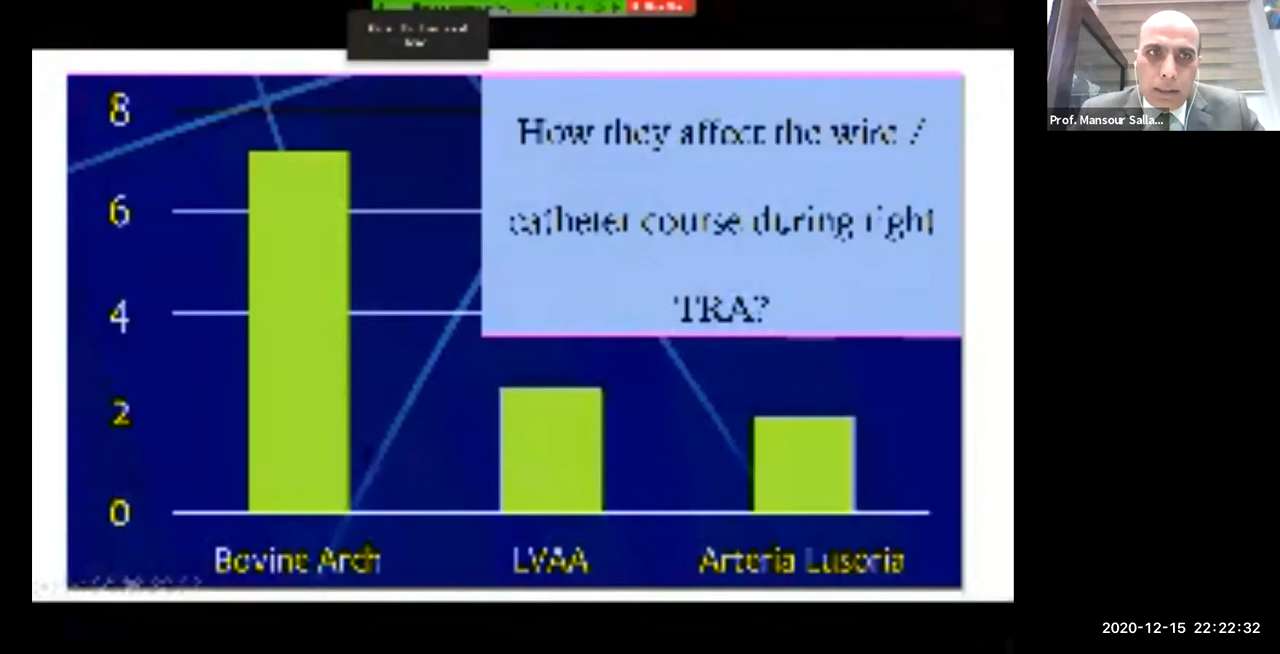 Prof. Mansour Salla...
How they affect the wire /
catheter course during right
TRA?
8
6
4
2
0
Bovine Arch
LVAA
Arteria Lusoria
2020-12-15 22:22:32